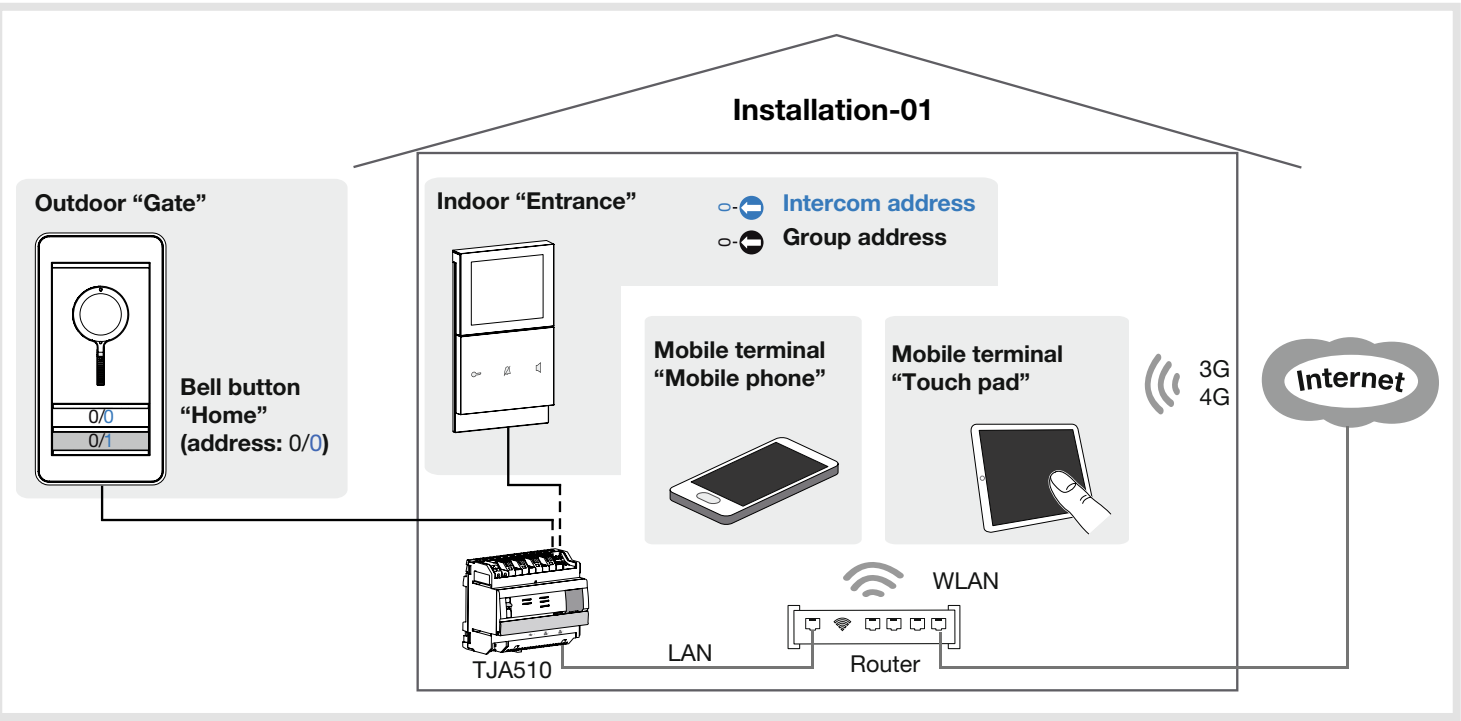 Installation-01
Outdoor “Gate”
Indoor “Entrance”
Intercom address
Group address
Mobile terminal
“Mobile phone”
Mobile terminal
“Touch pad”
3G
4G
Internet
Bell button
“Home”
(address: 0/0)
0/0
0/1
WLAN
LAN
Router
TJA510